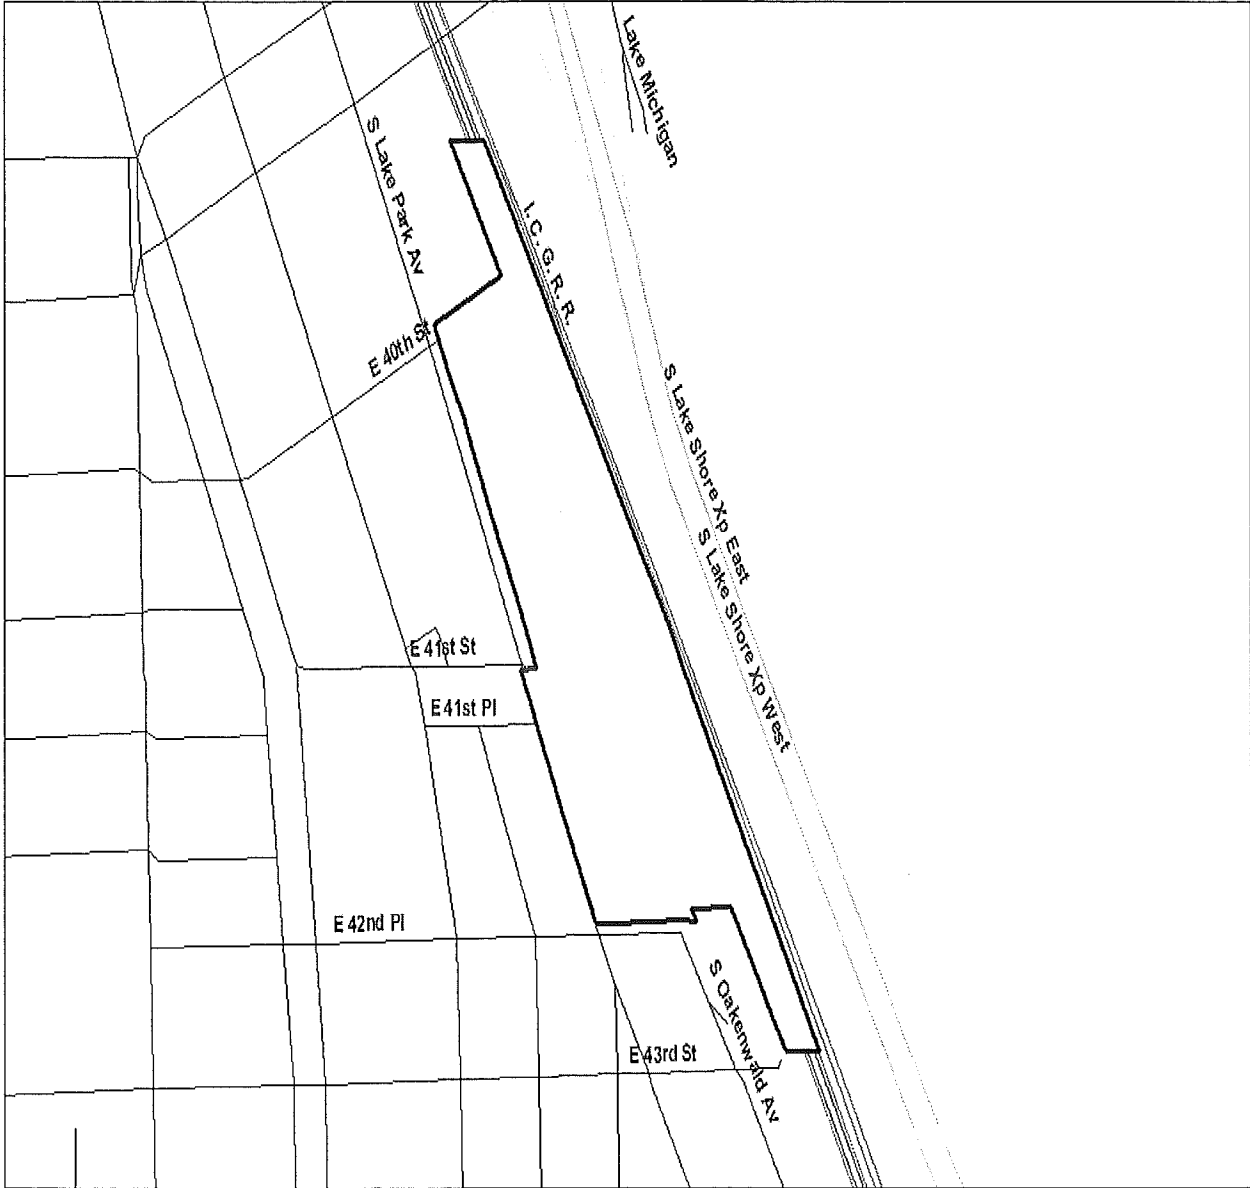 Lake Michigan
S Lake Park Av
I. C. G. R. R.
E 40th St
S Lake Shore Xp East
S Lake Shore Xp West
E 41st St
E 41st Pl
E 42nd Pl
S Oakenwald Av
E 43rd St